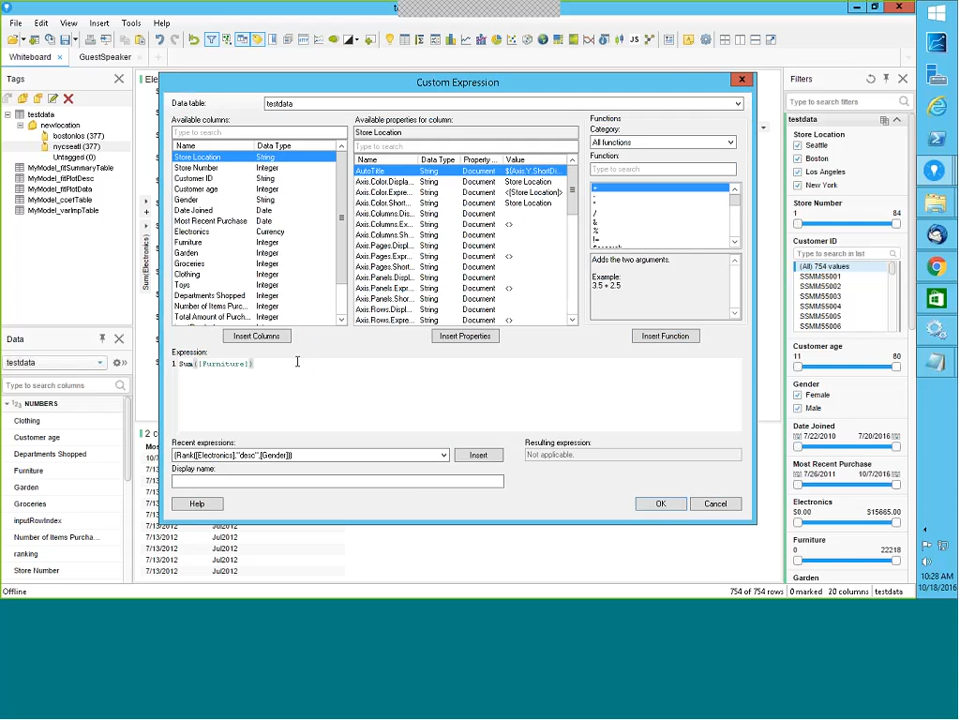 File Edit View Insert Tools Help
Whiteboard × GuestSpeaker
Tags
testdata
newlocation
bostonlos (377)
nycseatl (377)
Untagged (0)
MyModel_fitSummaryTable
MyModel_fitPlotDesc
MyModel_fitPlotData
MyModel_coefTable
MyModel_varImpTable
Data
testdata
Type to search columns
123 NUMBERS
Clothing
Customer age
Departments Shopped
Furniture
Garden
Groceries
inputRowIndex
Number of Items Purcha...
ranking
Store Number
Offline
Sum(Electronics)
Custom Expression
Data table: testdata
Available columns:
Type to search
Name Data Type
Store Location String
Store Number Integer
Customer ID String
Customer age Integer
Gender String
Date Joined Date
Most Recent Purchase Date
Electronics Currency
Furniture Integer
Garden Integer
Groceries Integer
Clothing Integer
Toys Integer
Departments Shopped Integer
Number of Items Purc... Integer
Total Amount of Purch... Integer
Insert Columns
Available properties for column:
Store Location
Type to search
Name Data Type Property ... Value
AutoTitle String Document ${Axis.Y.ShortDi...
Axis.Color.Displa... String Document Store Location
Axis.Color.Expre... String Document <[Store Location]>
Axis.Color.Short... String Document Store Location
Axis.Columns.Dis... String Document
Axis.Columns.Ex... String Document <>
Axis.Columns.Sh... String Document
Axis.Pages.Displ... String Document
Axis.Pages.Expr... String Document <>
Axis.Pages.Short... String Document
Axis.Panels.Displ... String Document
Axis.Panels.Expr... String Document <>
Axis.Panels.Shor... String Document
Axis.Rows.Displ... String Document
Axis.Rows.Expre... String Document <>
Insert Properties
Functions
Category:
All functions
Function:
Type to search
+
-
*
/
&
%
!=
Adds the two arguments.
Example:
3.5 + 2.5
Insert Function
Expression:
1 Sum([Furniture])
Recent expressions:
(Rank([Electronics],"desc",[Gender]))
Insert
Resulting expression:
Not applicable.
Display name:
Help
OK
Cancel
7/13/2012 Jul2012
7/13/2012 Jul2012
7/13/2012 Jul2012
7/13/2012 Jul2012
754 of 754 rows 0 marked 20 columns testdata
Filters
Type to search filters
testdata
Store Location
Seattle
Boston
Los Angeles
New York
Store Number
1 84
Customer ID
Type to search in list
(All) 754 values
SSMM55001
SSMM55002
SSMM55003
SSMM55004
SSMM55005
SSMM55006
Customer age
11 80
Gender
Female
Male
Date Joined
7/22/2010 7/20/2016
Most Recent Purchase
7/26/2011 10/7/2016
Electronics
$0.00 $15665.00
Furniture
0 22218
Garden
10:28 AM
10/18/2016